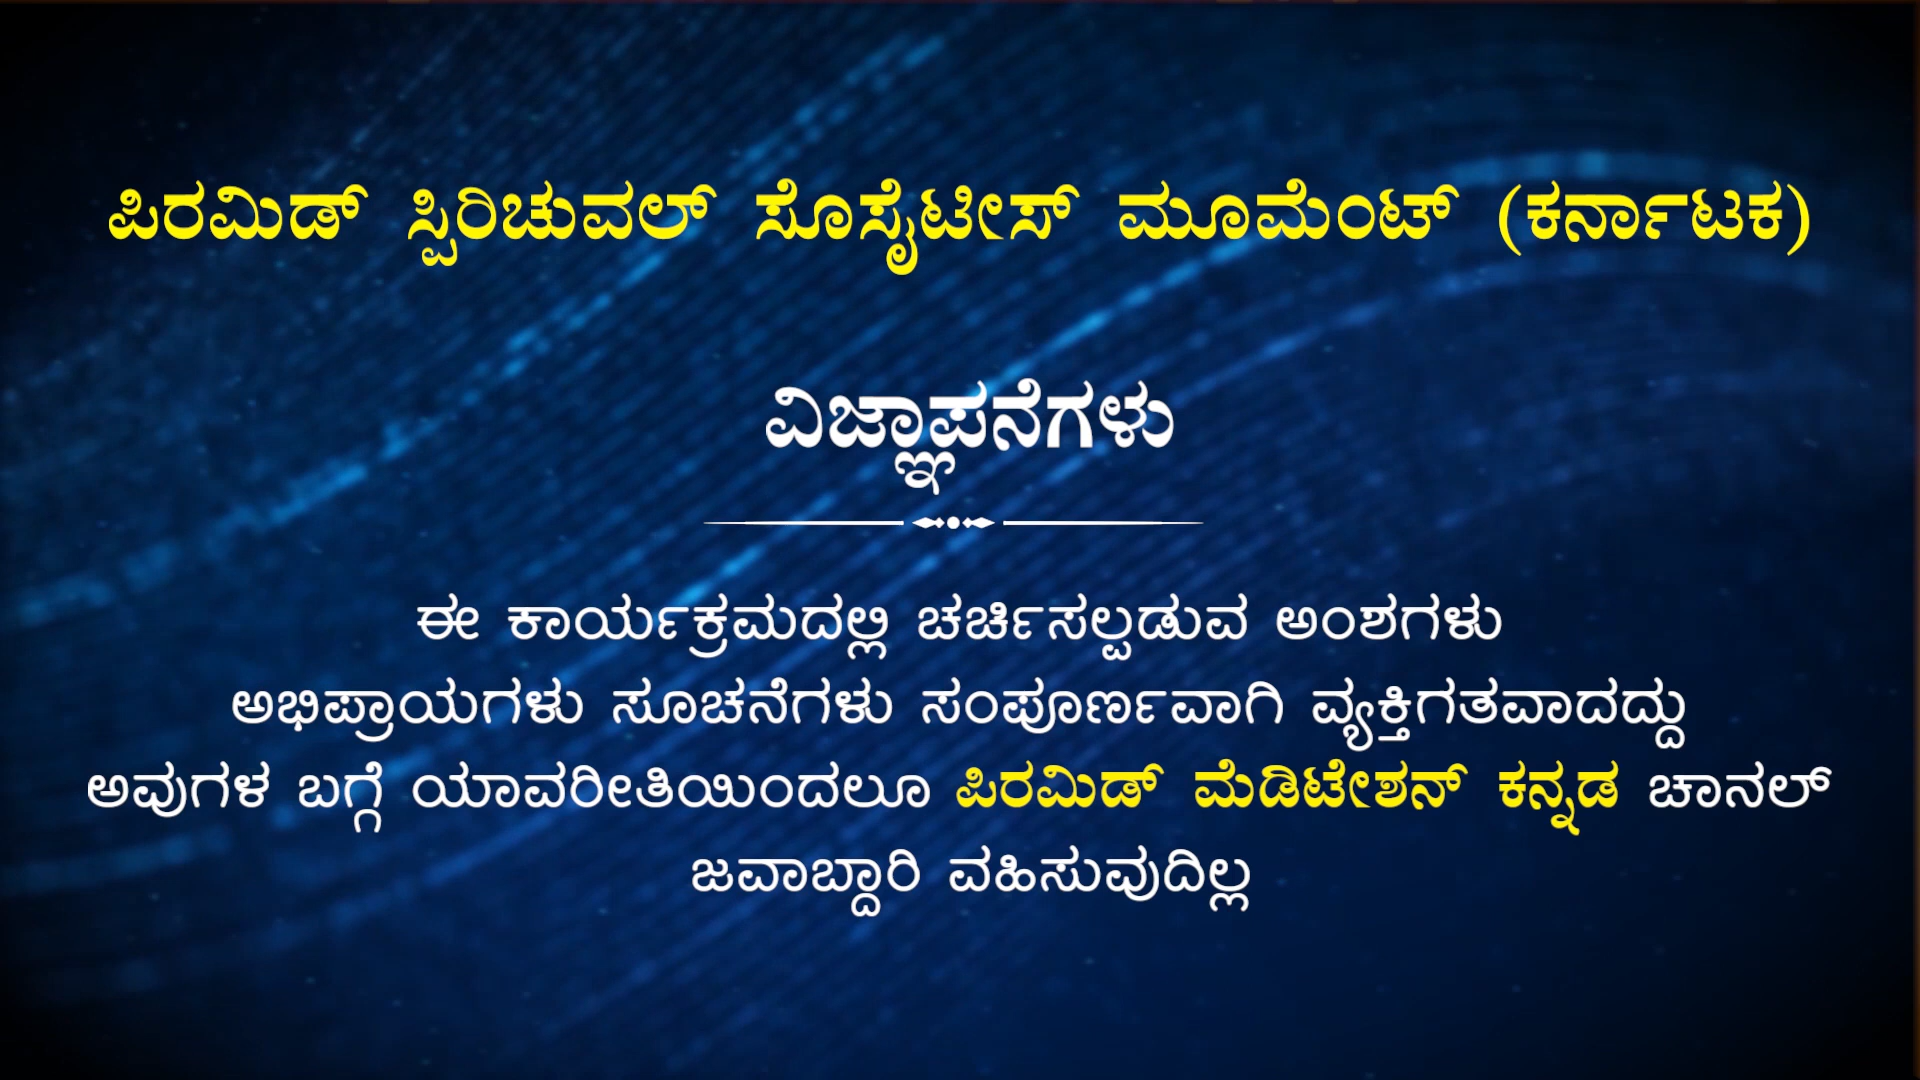 ಪಿರಮಿಡ್ ಸ್ಪಿರಿಚುವಲ್ ಸೊಸೈಟೀಸ್ ಮೂಮೆಂಟ್ (ಕರ್ನಾಟಕ)
ವಿಜ್ಞಾಪನೆಗಳು
ಈ ಕಾರ್ಯಕ್ರಮದಲ್ಲಿ ಚರ್ಚಿಸಲ್ಪಡುವ ಅಂಶಗಳು
ಅಭಿಪ್ರಾಯಗಳು ಸೂಚನೆಗಳು ಸಂಪೂರ್ಣವಾಗಿ ವ್ಯಕ್ತಿಗತವಾದದ್ದು
ಅವುಗಳ ಬಗ್ಗೆ ಯಾವರೀತಿಯಿಂದಲೂ ಪಿರಮಿಡ್ ಮೆಡಿಟೇಶನ್ ಕನ್ನಡ ಚಾನಲ್
ಜವಾಬ್ದಾರಿ ವಹಿಸುವುದಿಲ್ಲ